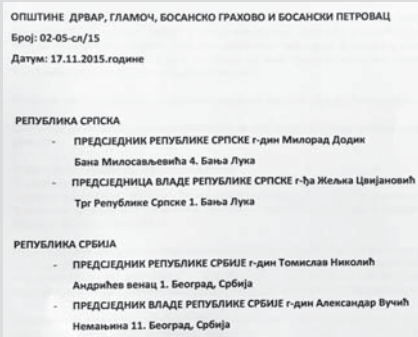 ОПШТИНЕ ДРВАР, ГЛАМОЧ, БОСАНСКО ГРАХОВО И БОСАНСКИ ПЕТРОВАЦ
Број: 02-05-сл/15
Датум: 17.11.2015.године
РЕПУБЛИКА СРПСКА
- ПРЕДСЈЕДНИК РЕПУБЛИКЕ СРПСКЕ г-дин Милорад Додик
Бана Милосављевића 4. Бања Лука
- ПРЕДСЈЕДНИЦА ВЛАДЕ РЕПУБЛИКЕ СРПСКЕ г-ђа Жељка Цвијановић
Трг Републике Српске 1. Бања Лука
РЕПУБЛИКА СРБИЈА
- ПРЕДСЈЕДНИК РЕПУБЛИКЕ СРБИЈЕ г-дин Томислав Николић
Андрићев венац 1. Београд, Србија
- ПРЕДСЈЕДНИК ВЛАДЕ РЕПУБЛИКЕ СРБИЈЕ г-дин Александар Вучић
Немањина 11. Београд, Србија